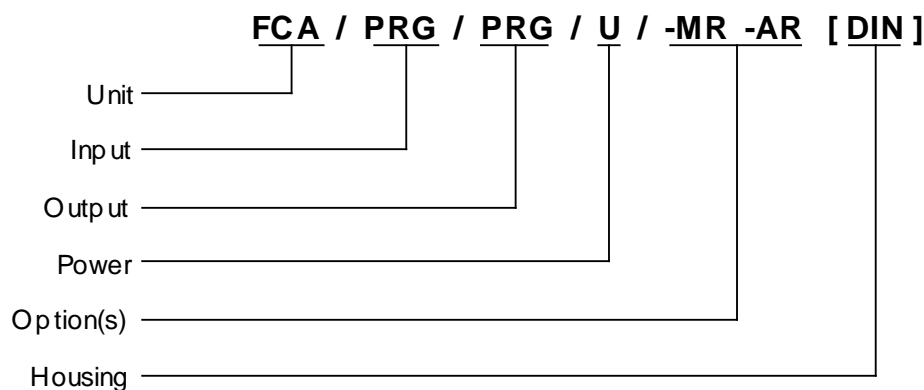 FCA / PRG / PRG / U / -MR -AR [ DIN ]
Unit
Input
Output
Power
Option(s)
Housing